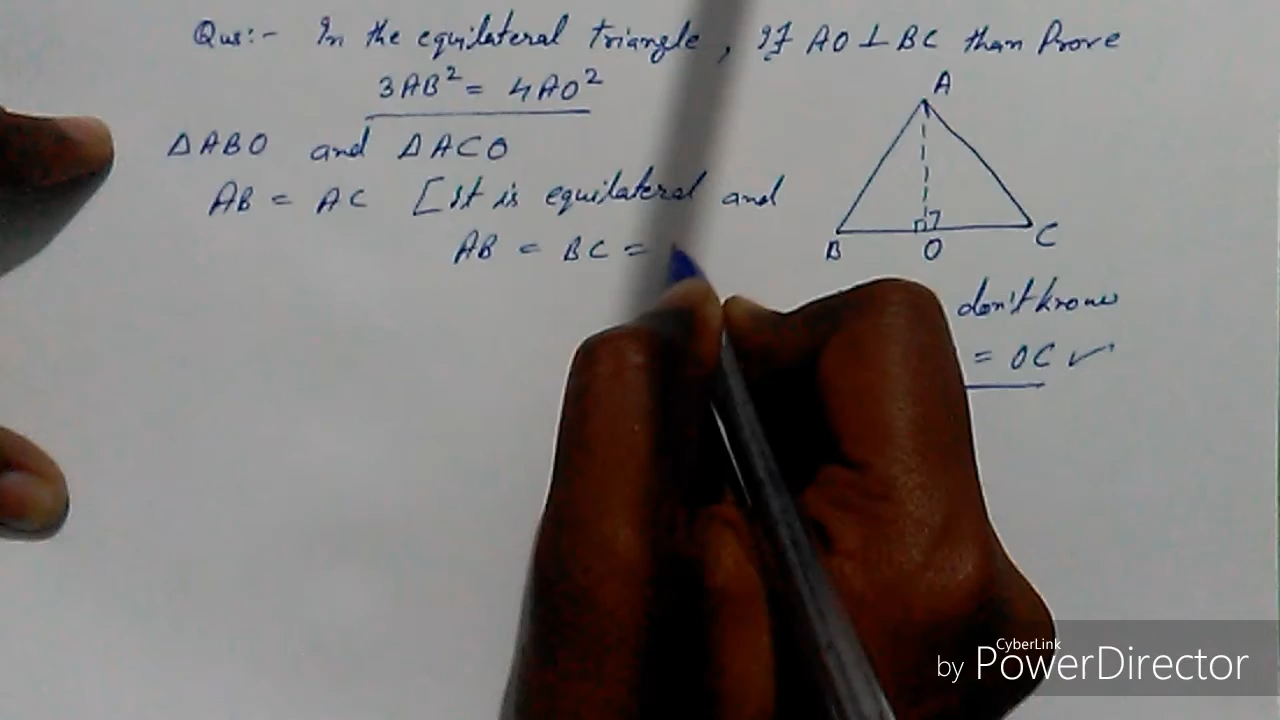 Qus:- In the equilateral triangle, If AO ⊥ BC than Prove
3AB² = 4AO²
ΔABO and ΔACO
AB = AC [It is equilateral and
AB = BC =
A
B
O
C
don't know
= OC ✓
CyberLink
by PowerDirector